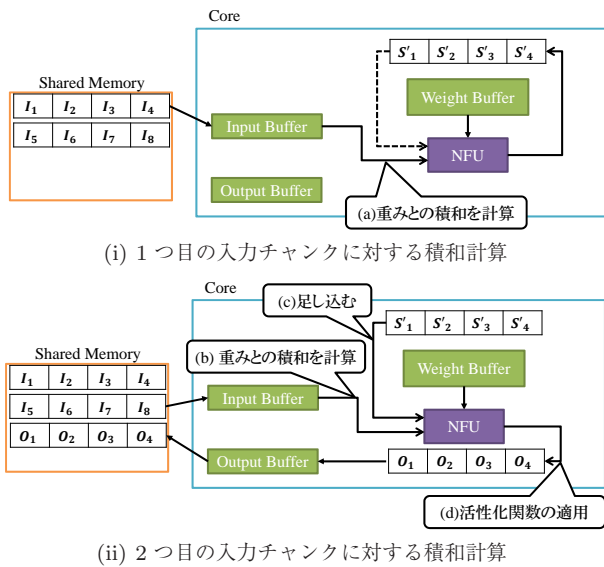 Core
Shared Memory
I₁ I₂ I₃ I₄
I₅ I₆ I₇ I₈
S'₁ S'₂ S'₃ S'₄
Weight Buffer
Input Buffer
NFU
Output Buffer
(a)重みとの積和を計算
(i) 1 つ目の入力チャンクに対する積和計算
Core
(c)足し込む
S'₁ S'₂ S'₃ S'₄
Shared Memory
(b) 重みとの積和を計算
I₁ I₂ I₃ I₄
I₅ I₆ I₇ I₈
O₁ O₂ O₃ O₄
Weight Buffer
Input Buffer
NFU
Output Buffer
O₁ O₂ O₃ O₄
(d)活性化関数の適用
(ii) 2 つ目の入力チャンクに対する積和計算